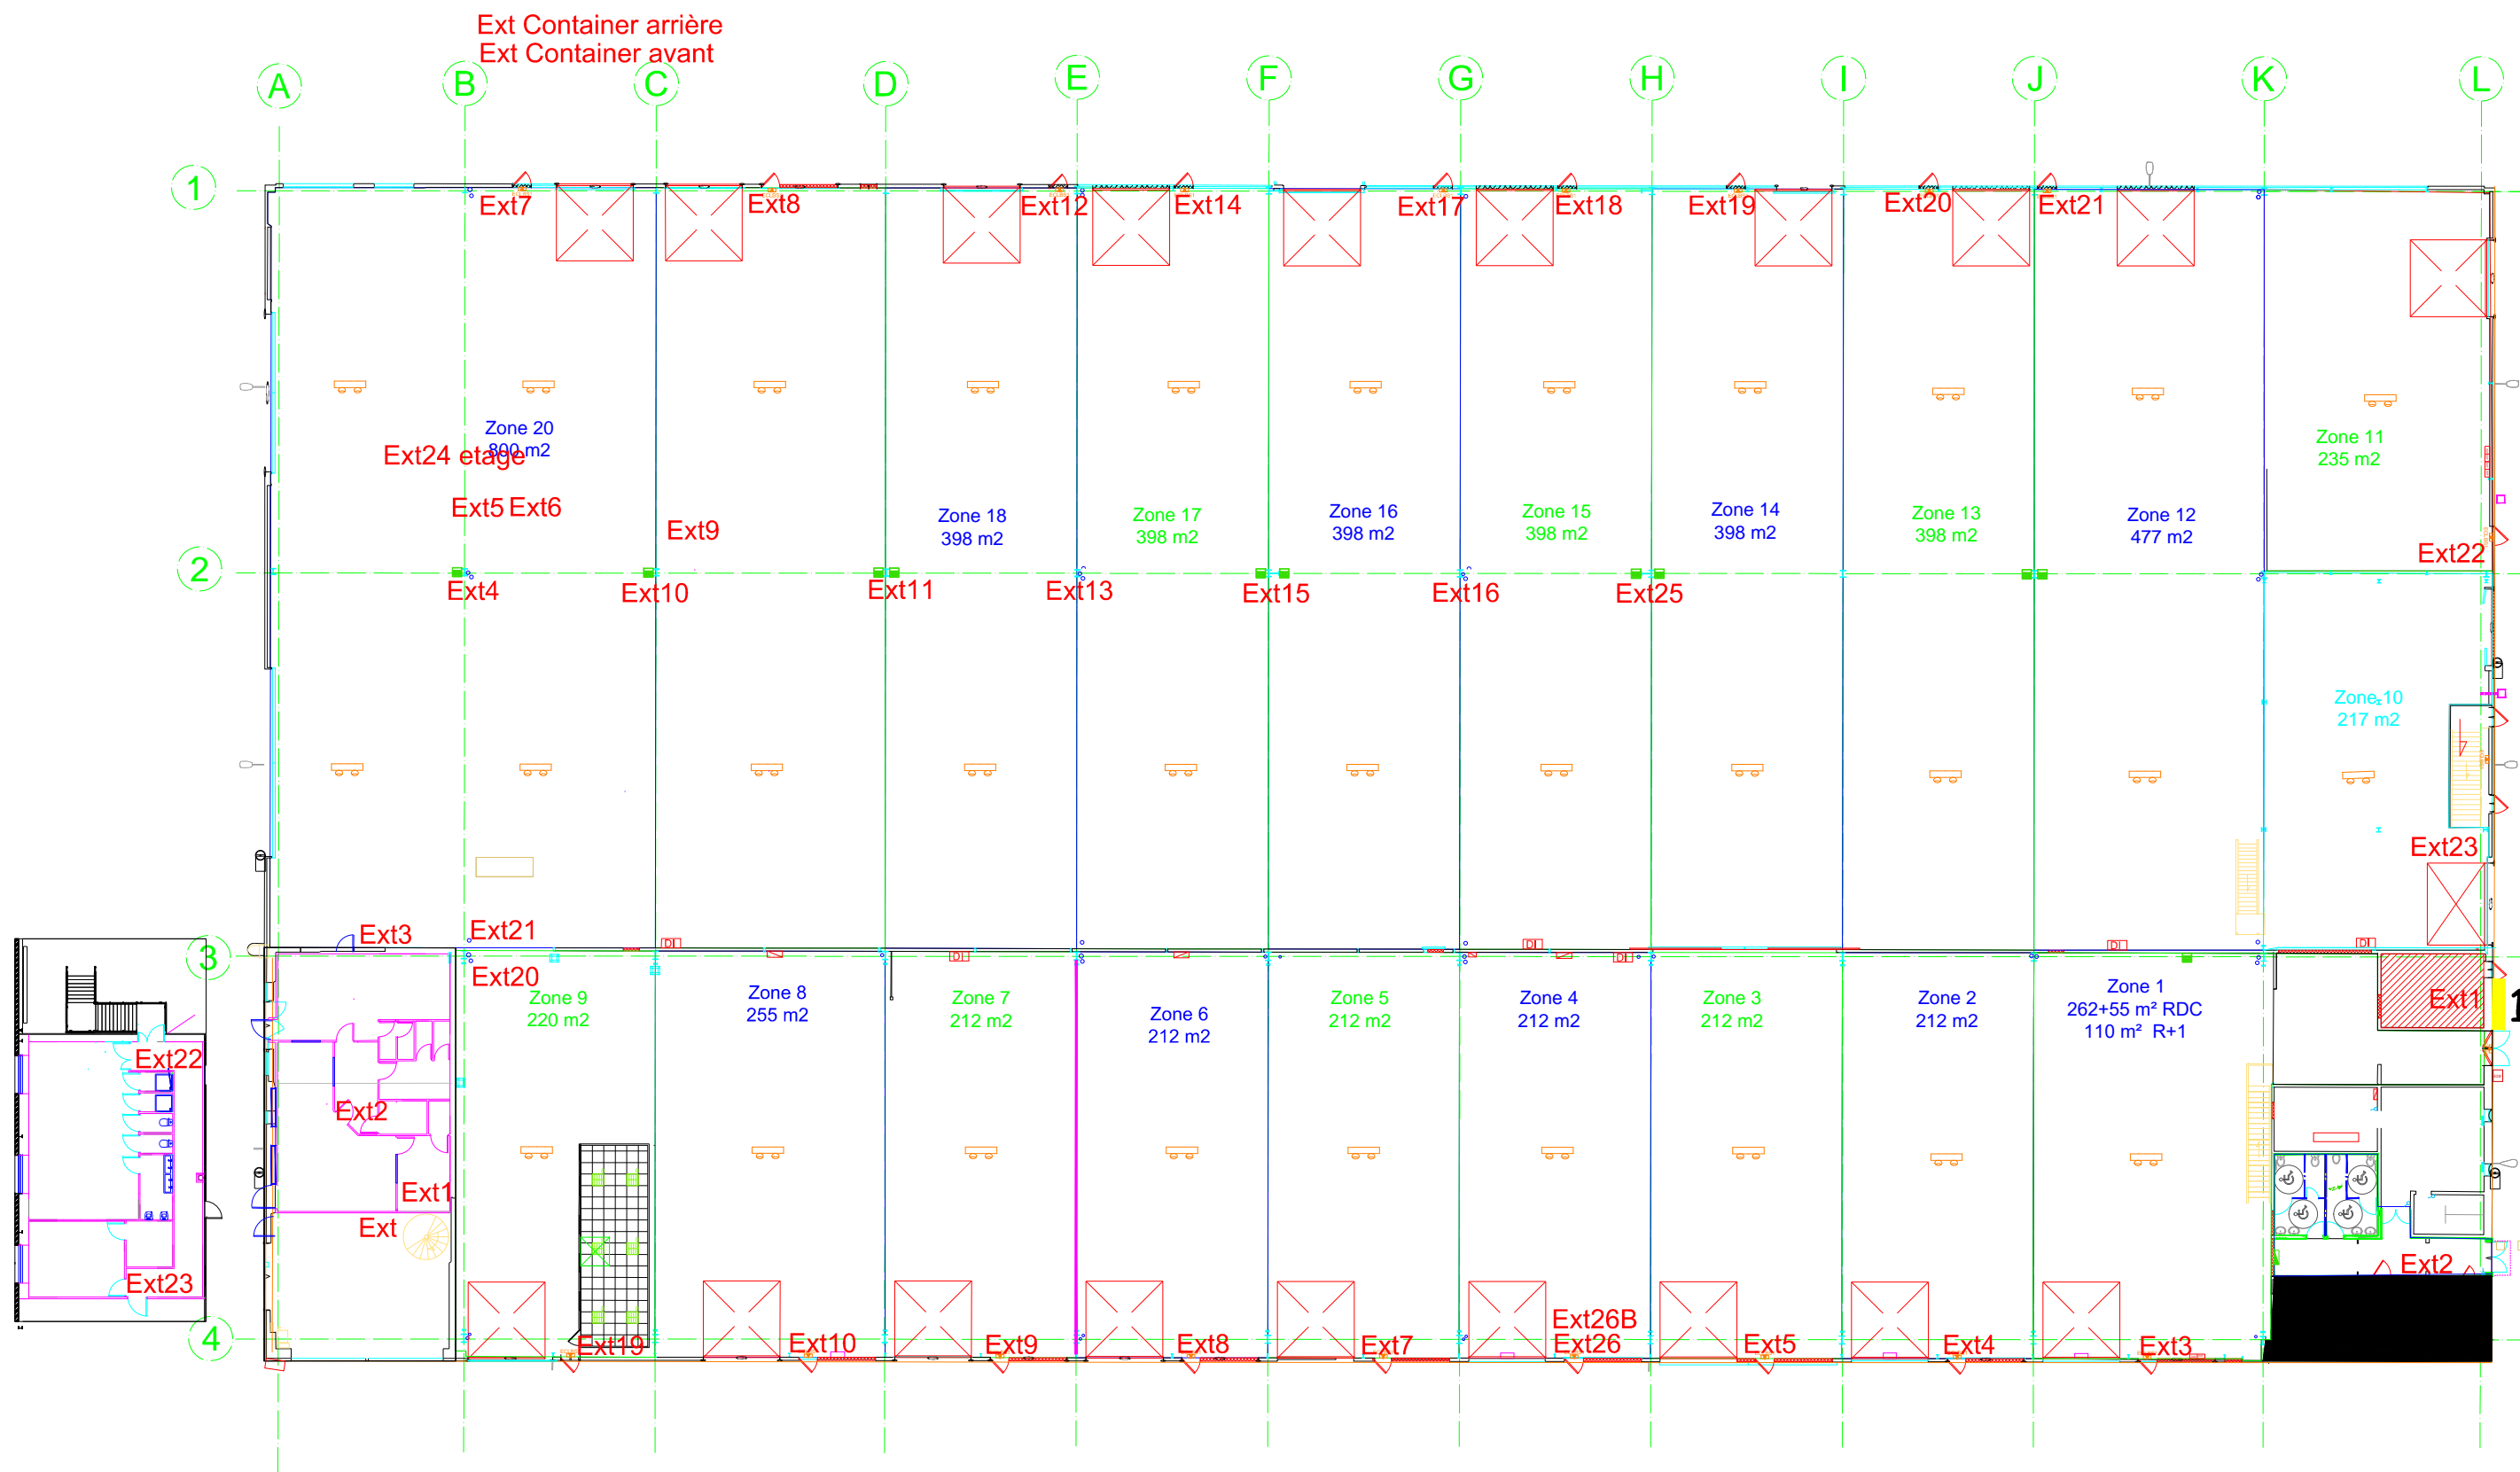 Ext Container arrière
Ext Container avant
A
B
C
D
E
F
G
H
I
J
K
L
1
Ext7
Ext8
Ext12
Ext14
Ext17
Ext18
Ext19
Ext20
Ext21
Zone 20
800 m2
Ext24 etage
Ext5
Ext6
Ext9
Zone 18
398 m2
Zone 17
398 m2
Zone 16
398 m2
Zone 15
398 m2
Zone 14
398 m2
Zone 13
398 m2
Zone 12
477 m2
Zone 11
235 m2
Ext22
2
Ext4
Ext10
Ext11
Ext13
Ext15
Ext16
Ext25
Zone 10
217 m2
Ext23
Ext3
Ext21
3
Ext20
DI
DI
DI
DI
DI
DI
Zone 9
220 m2
Zone 8
255 m2
Zone 7
212 m2
Zone 6
212 m2
Zone 5
212 m2
Zone 4
212 m2
Zone 3
212 m2
Zone 2
212 m2
Zone 1
262+55 m² RDC
110 m² R+1
Ext1
1
Ext22
Ext2
Ext1
Ext
Ext23
Ext2
4
Ext19
Ext10
Ext9
Ext8
Ext7
Ext26B
Ext26
Ext5
Ext4
Ext3